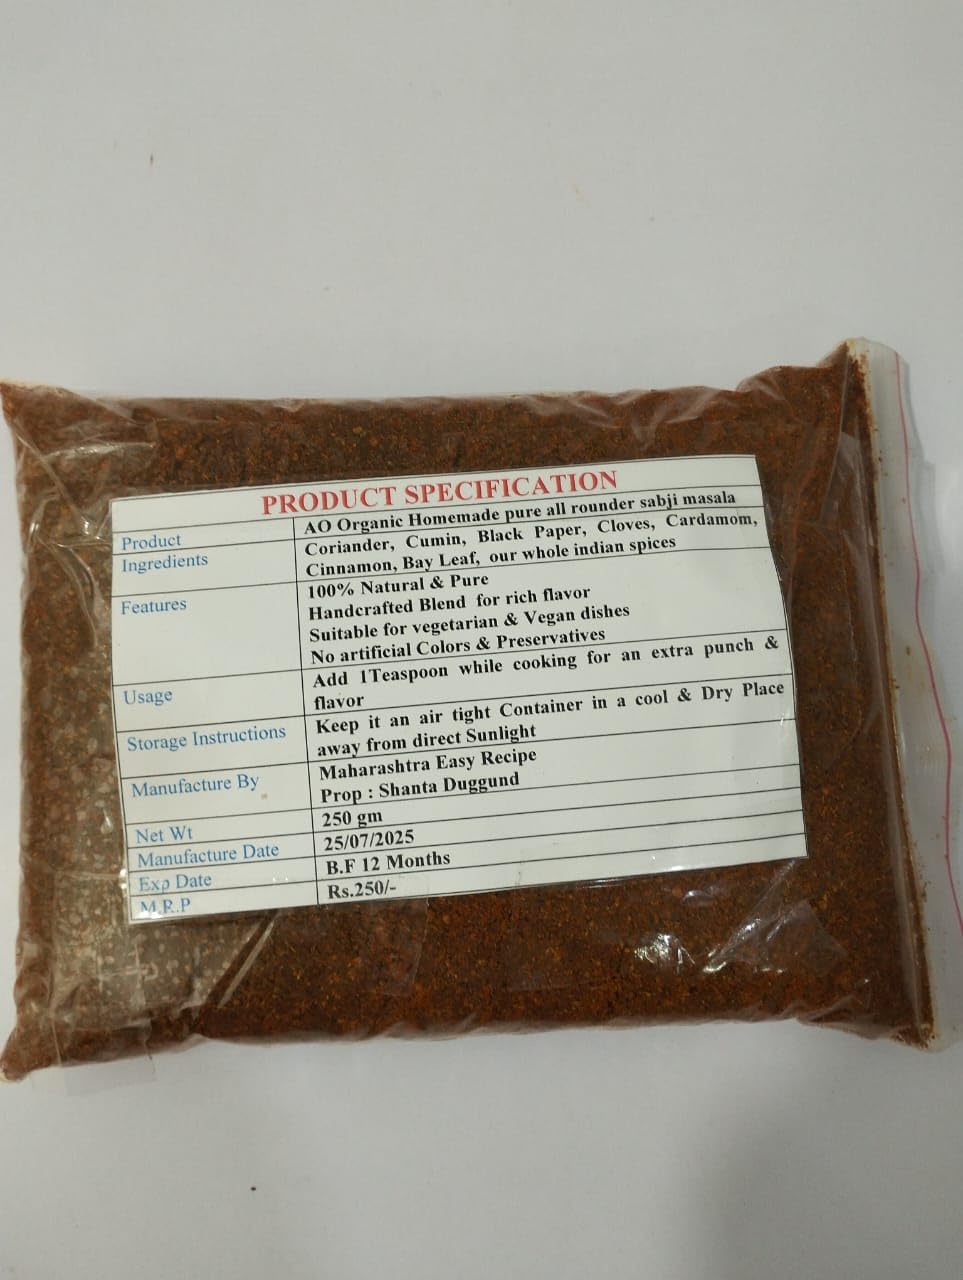 PRODUCT SPECIFICATION
Product
AO Organic Homemade pure all rounder sabji masala
Ingredients
Coriander, Cumin, Black Paper, Cloves, Cardamom,
Cinnamon, Bay Leaf, our whole indian spices
Features
100% Natural & Pure
Handcrafted Blend for rich flavor
Suitable for vegetarian & Vegan dishes
No artificial Colors & Preservatives
Usage
Add 1Teaspoon while cooking for an extra punch &
flavor
Storage Instructions
Keep it an air tight Container in a cool & Dry Place
away from direct Sunlight
Manufacture By
Maharashtra Easy Recipe
Prop : Shanta Duggund
Net Wt
250 gm
Manufacture Date
25/07/2025
Exp Date
B.F 12 Months
M.R.P
Rs.250/-